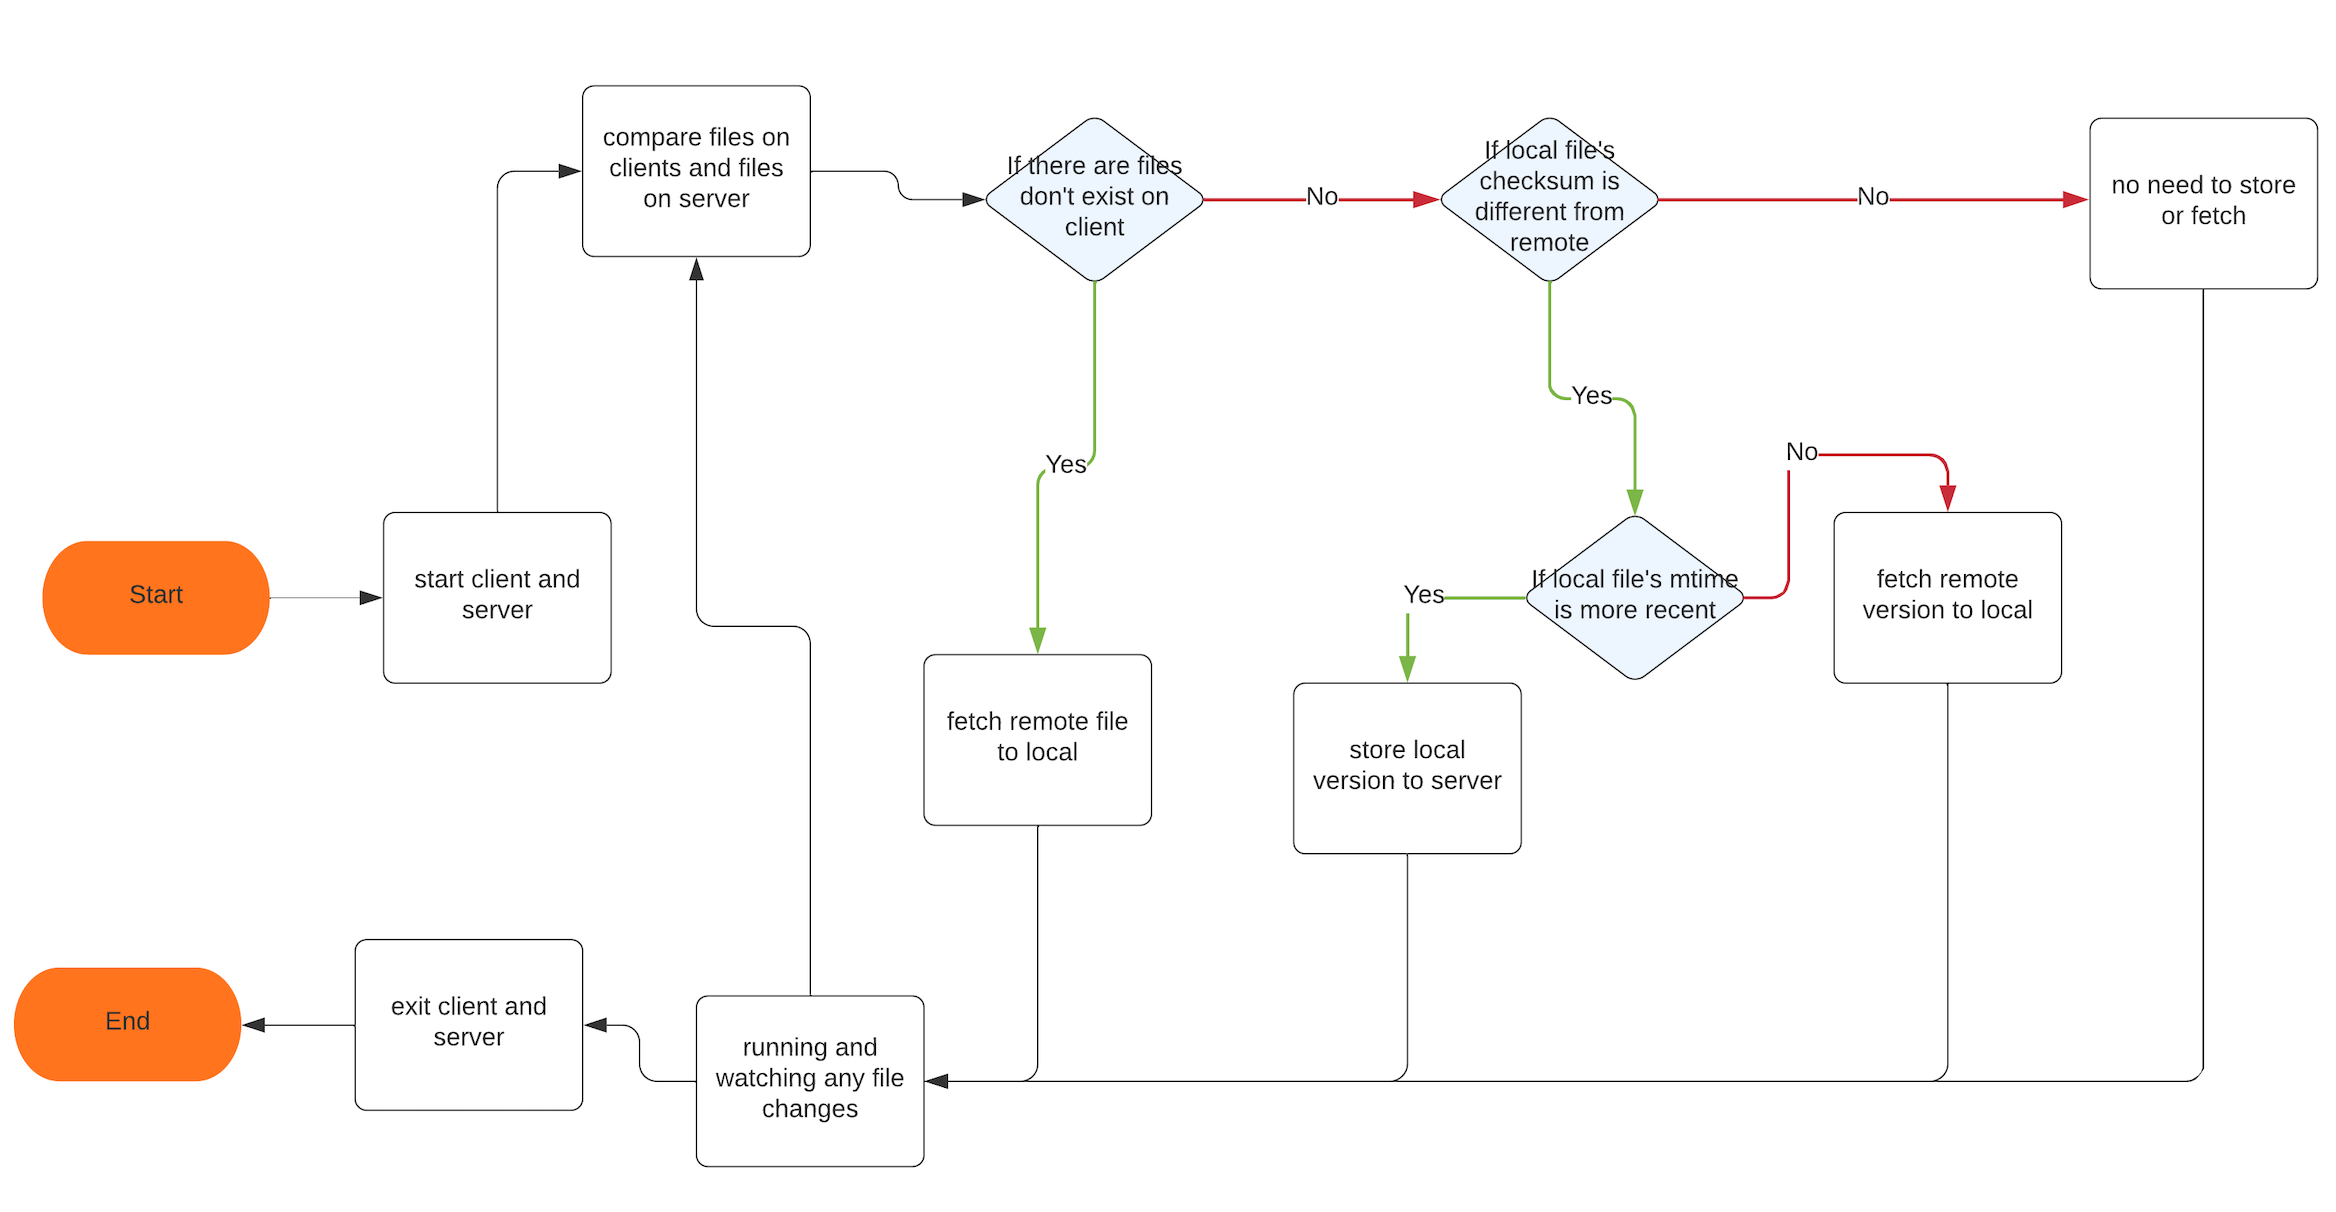 compare files on
clients and files
on server
If there are files
don't exist on
client
No
If local file's
checksum is
different from
remote
No
no need to store
or fetch
Yes
Yes
No
Start
start client and
server
Yes
If local file's mtime
is more recent
fetch remote
version to local
fetch remote file
to local
store local
version to server
End
exit client and
server
running and
watching any file
changes